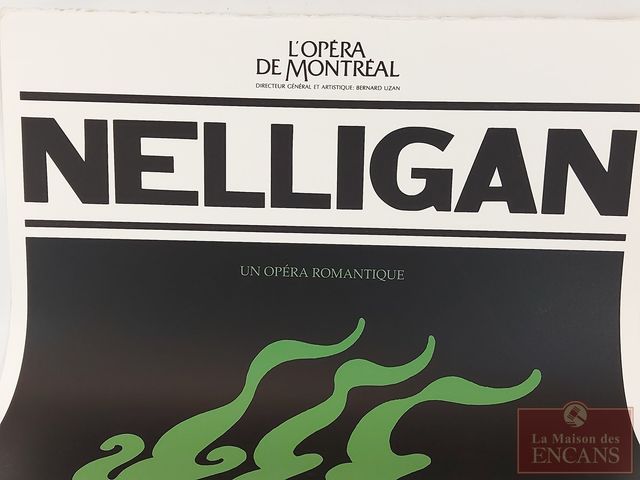 L'OPÉRA
DE MONTRÉAL
DIRECTEUR GÉNÉRAL ET ARTISTIQUE: BERNARD UZAN
NELLIGAN
UN OPÉRA ROMANTIQUE
La Maison des
ENCANS